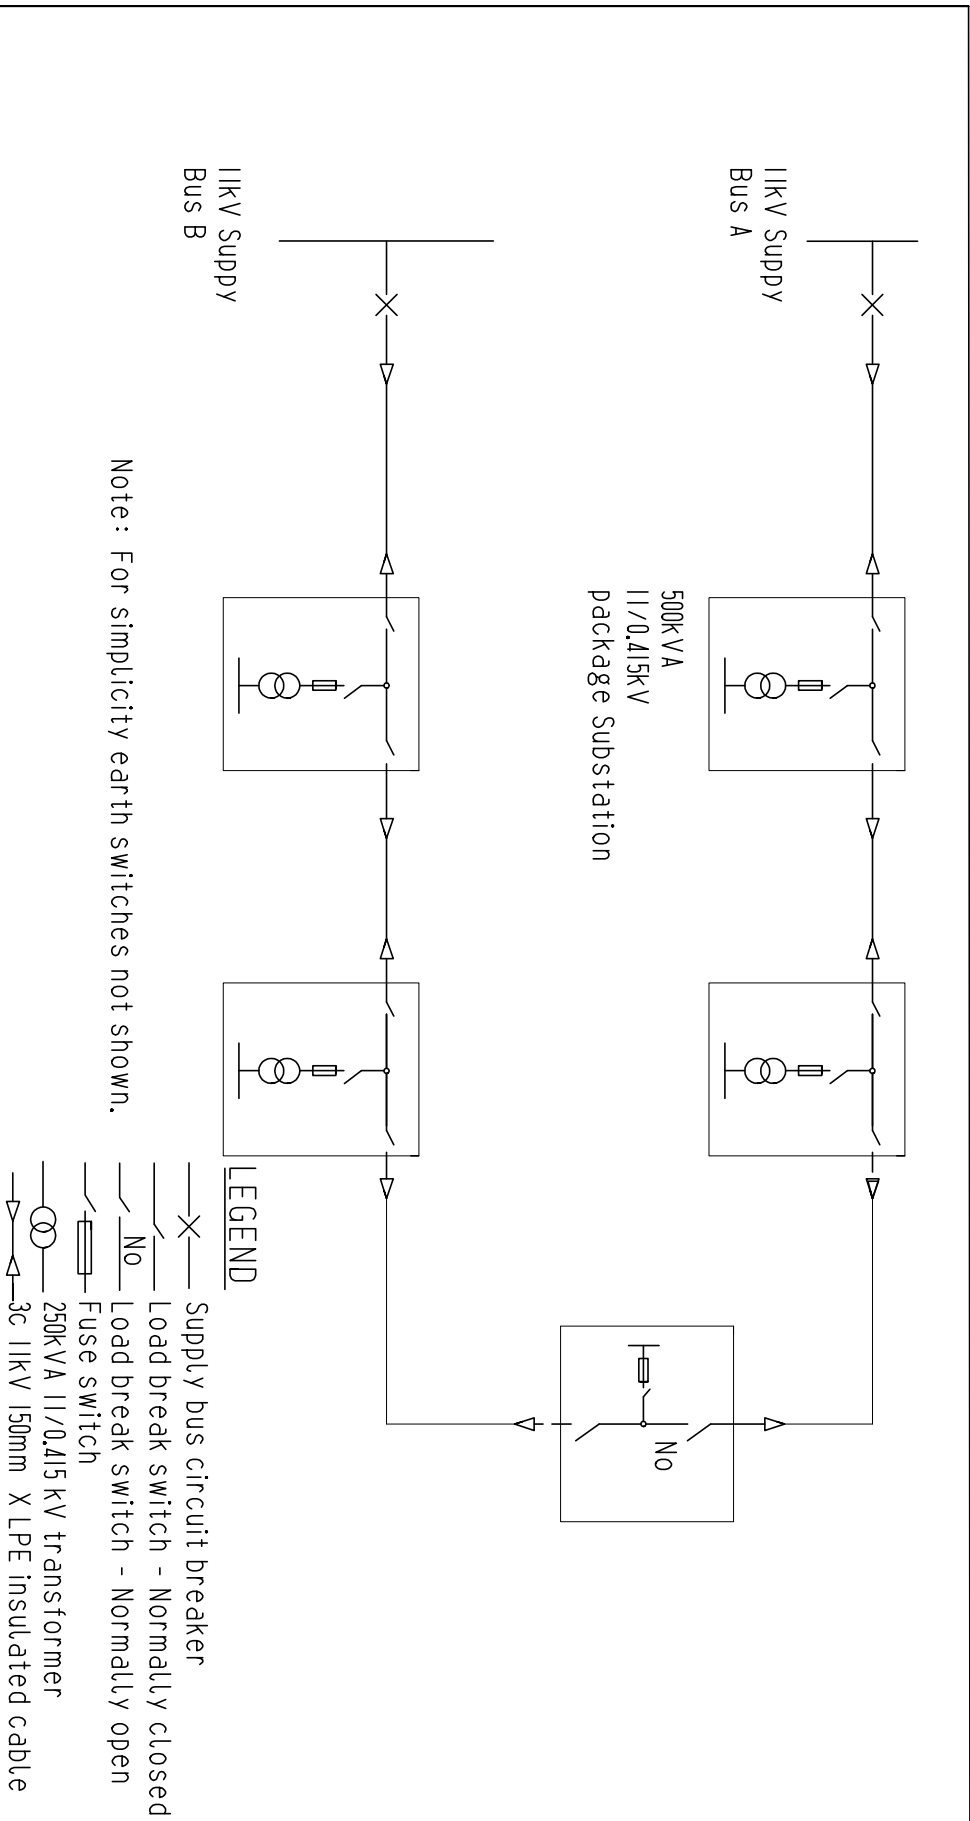 11kV Suppy
Bus A
500kVA
11/0.415kV
package Substation
No
11kV Suppy
Bus B
Note: For simplicity earth switches not shown.
LEGEND
Supply bus circuit breaker
Load break switch - Normally closed
No
Load break switch - Normally open
Fuse switch
250kVA 11/0.415 kV transformer
3c 11kV 150mm XLPE insulated cable